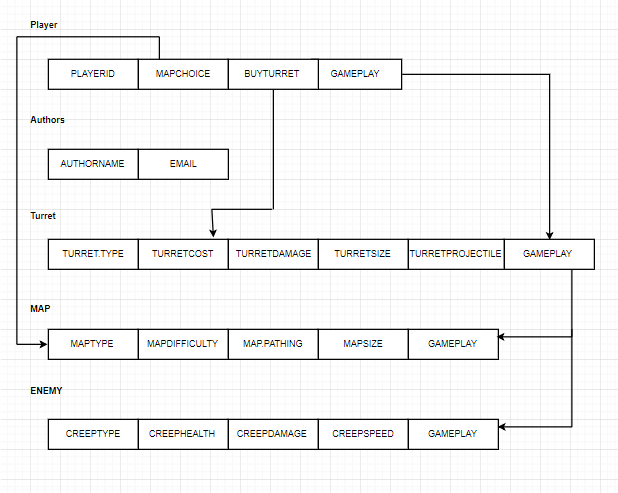 Player
PLAYERID MAPCHOICE BUYTURRET GAMEPLAY
Authors
AUTHORNAME EMAIL
Turret
TURRET.TYPE TURRETCOST TURRETDAMAGE TURRETSIZE TURRETPROJECTILE GAMEPLAY
MAP
MAPTYPE MAPDIFFICULTY MAP.PATHING MAPSIZE GAMEPLAY
ENEMY
CREEPTYPE CREEPHEALTH CREEPDAMAGE CREEPSPEED GAMEPLAY